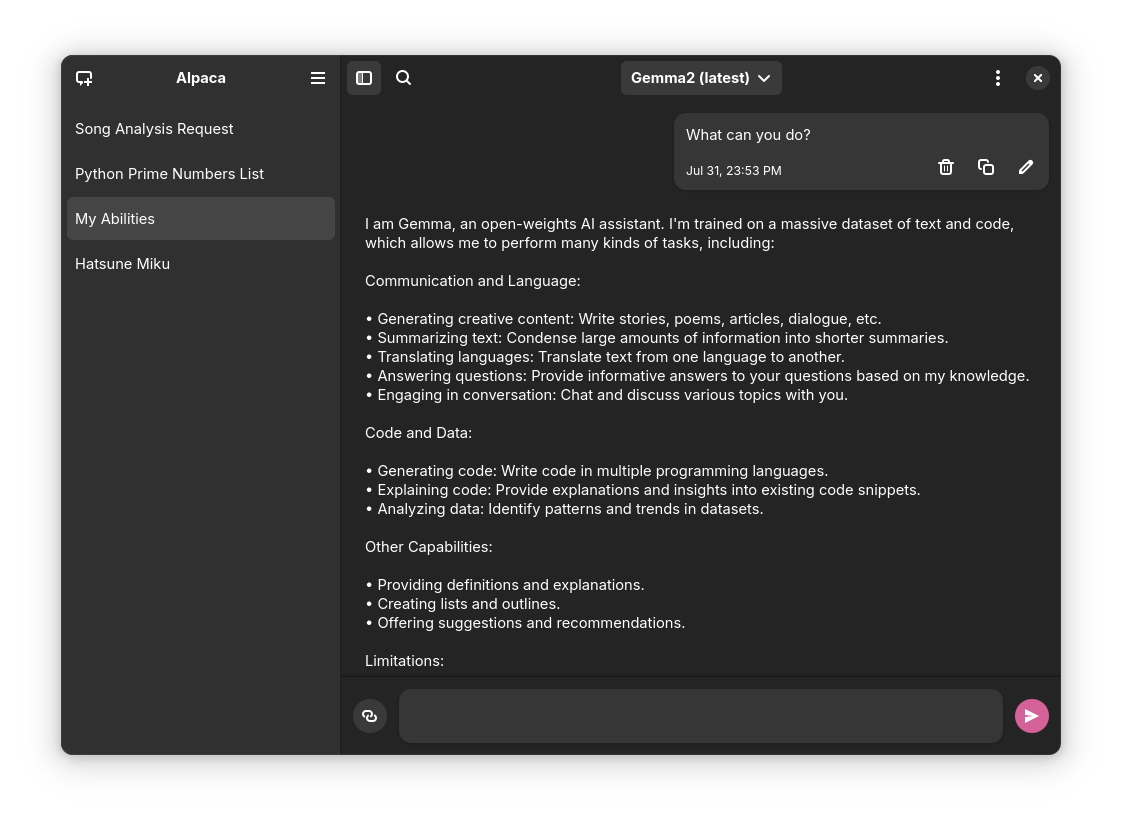 Alpaca
Song Analysis Request
Python Prime Numbers List
My Abilities
Hatsune Miku
Gemma2 (latest)
What can you do?
Jul 31, 23:53 PM
I am Gemma, an open-weights AI assistant. I'm trained on a massive dataset of text and code,
which allows me to perform many kinds of tasks, including:
Communication and Language:
• Generating creative content: Write stories, poems, articles, dialogue, etc.
• Summarizing text: Condense large amounts of information into shorter summaries.
• Translating languages: Translate text from one language to another.
• Answering questions: Provide informative answers to your questions based on my knowledge.
• Engaging in conversation: Chat and discuss various topics with you.
Code and Data:
• Generating code: Write code in multiple programming languages.
• Explaining code: Provide explanations and insights into existing code snippets.
• Analyzing data: Identify patterns and trends in datasets.
Other Capabilities:
• Providing definitions and explanations.
• Creating lists and outlines.
• Offering suggestions and recommendations.
Limitations: